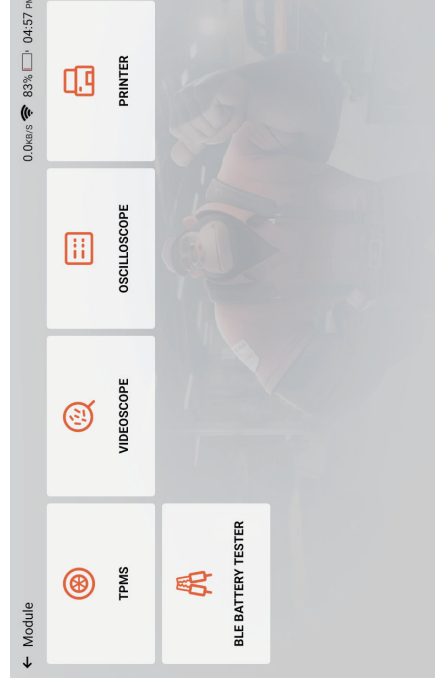 ← Module
0.0KB/S 83% 04:57 PM
TPMS
VIDEOSCOPE
OSCILLOSCOPE
PRINTER
BLE BATTERY TESTER